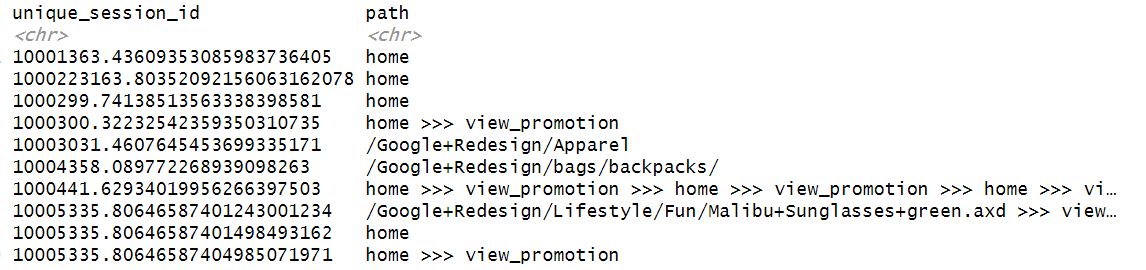 unique_session_id path
<chr> <chr>
10001363.43609353085983736405 home
1000223163.80352092156063162078 home
1000299.74138513563338398581 home
1000300.32232542359350310735 home >>> view_promotion
10003031.4607645453699335171 /Google+Redesign/Apparel
10004358.089772268939098263 /Google+Redesign/bags/backpacks/
1000441.62934019956266397503 home >>> view_promotion >>> home >>> view_promotion >>> home >>> vi…
10005335.80646587401243001234 /Google+Redesign/Lifestyle/Fun/Malibu+Sunglasses+green.axd >>> view…
10005335.80646587401498493162 home
10005335.80646587404985071971 home >>> view_promotion